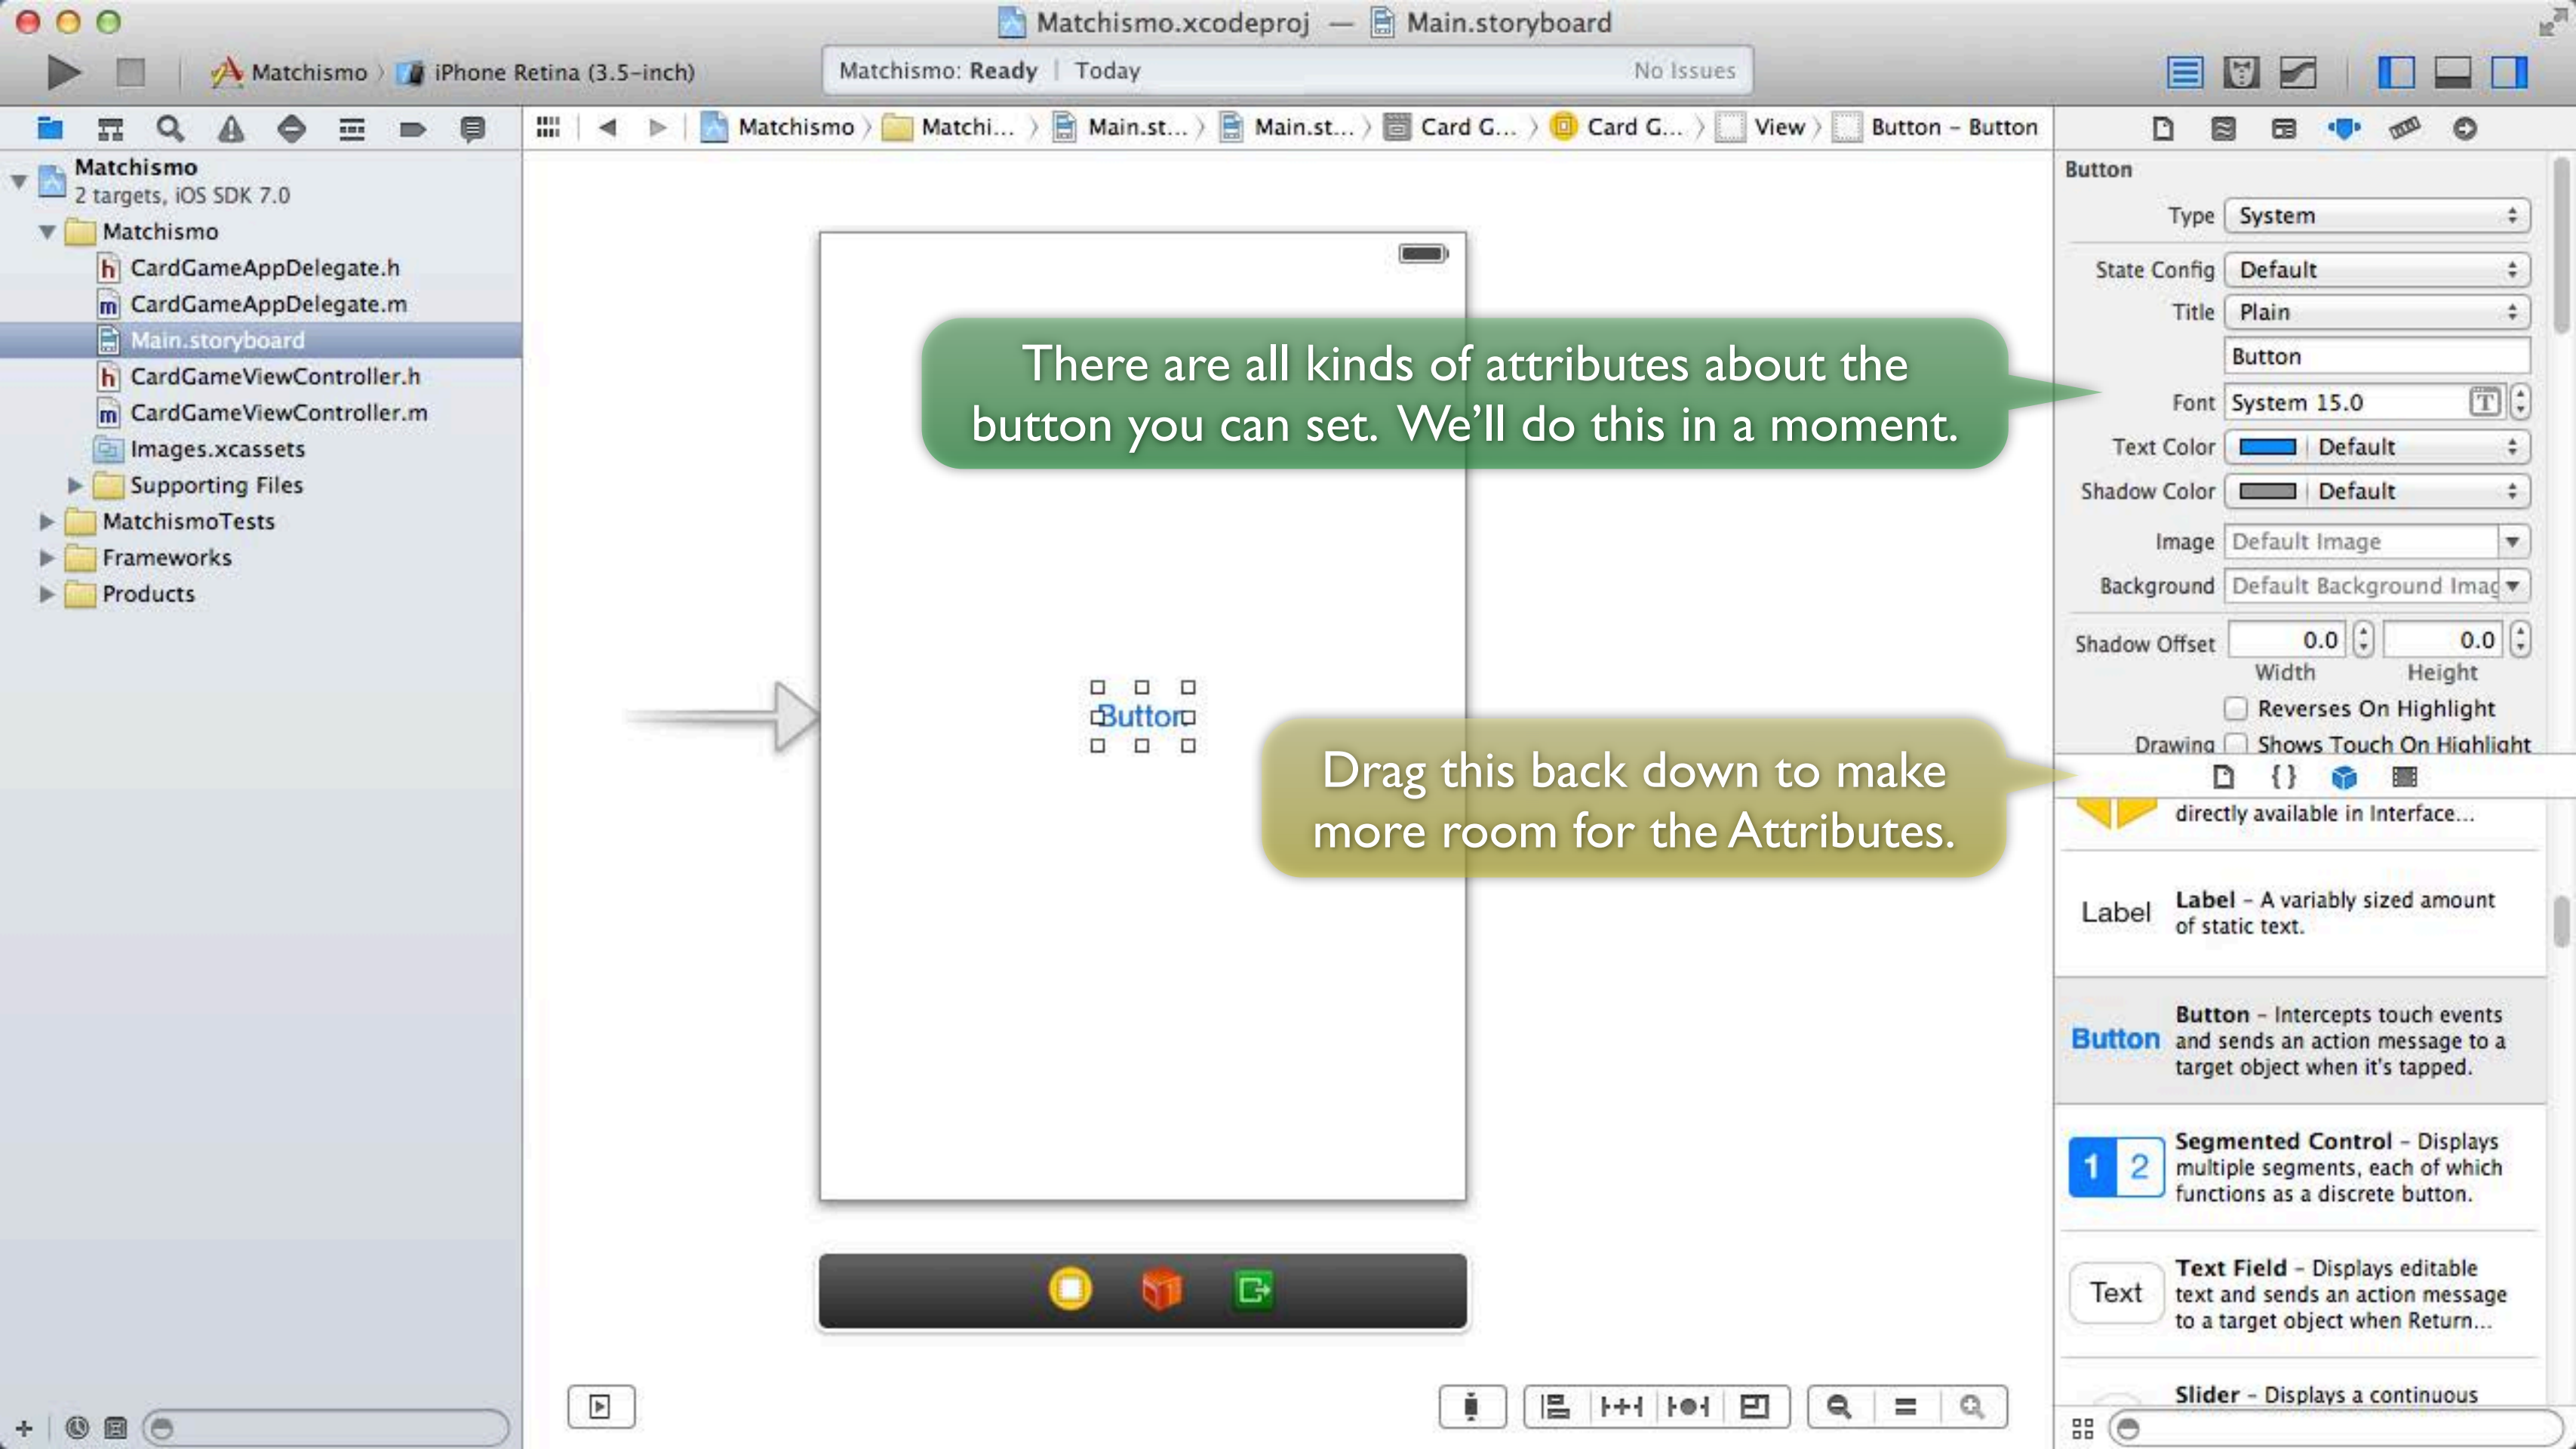 Matchismo.xcodeproj — Main.storyboard
Matchismo 〉 iPhone Retina (3.5-inch)
Matchismo: Ready | Today
No Issues
Matchismo 〉 Matchi... 〉 Main.st... 〉 Main.st... 〉 Card G... 〉 Card G... 〉 View 〉 Button – Button
Matchismo
2 targets, iOS SDK 7.0
Matchismo
h CardGameAppDelegate.h
m CardGameAppDelegate.m
Main.storyboard
h CardGameViewController.h
m CardGameViewController.m
Images.xcassets
Supporting Files
MatchismoTests
Frameworks
Products
There are all kinds of attributes about the
button you can set. We'll do this in a moment.
Button
Drag this back down to make
more room for the Attributes.
Button
Type System
State Config Default
Title Plain
Button
Font System 15.0 T
Text Color Default
Shadow Color Default
Image Default Image
Background Default Background Imag
Shadow Offset 0.0 0.0
Width Height
Reverses On Highlight
Drawing Shows Touch On Highlight
{ }
directly available in Interface...
Label Label – A variably sized amount
of static text.
Button – Intercepts touch events
Button and sends an action message to a
target object when it's tapped.
Segmented Control – Displays
1 2 multiple segments, each of which
functions as a discrete button.
Text Field – Displays editable
Text text and sends an action message
to a target object when Return...
Slider – Displays a continuous